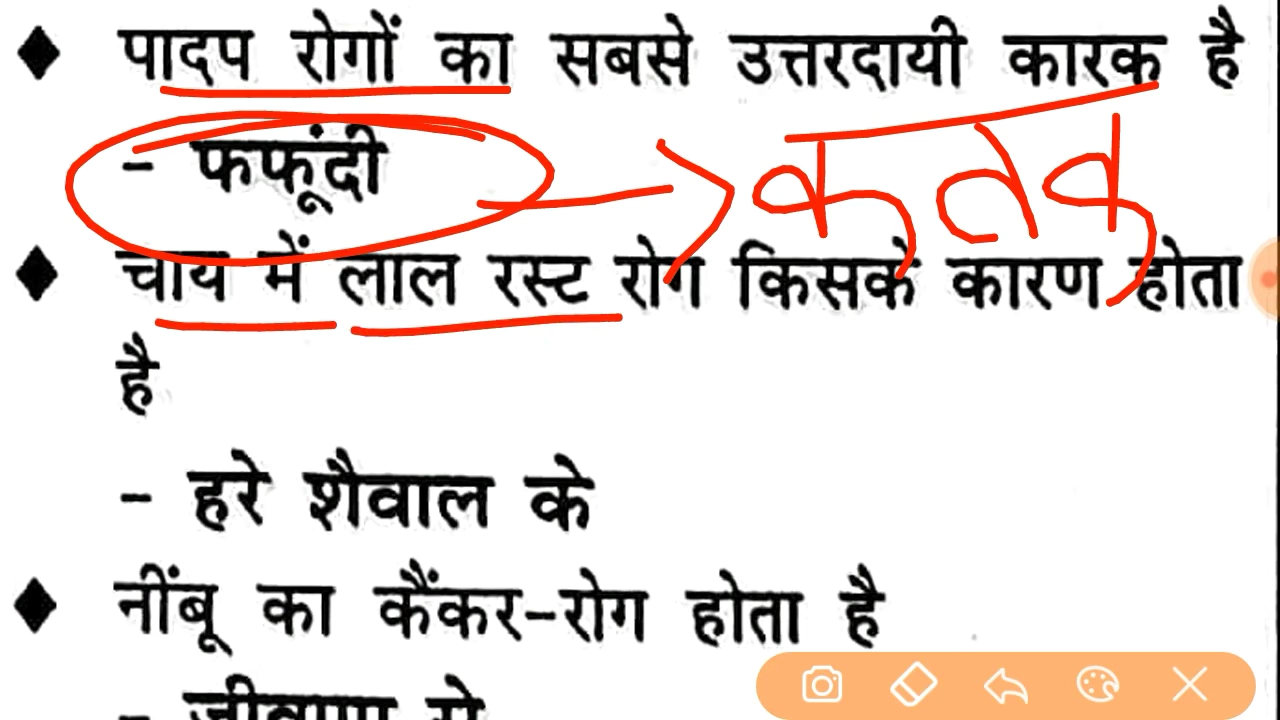 ♦ पादप रोगों का सबसे उत्तरदायी कारक है
- फफूंदी
कवक
♦ चाय में लाल रस्ट रोग किसके कारण होता
है
- हरे शैवाल के
♦ नींबू का कैंकर-रोग होता है
- जीवाणु से